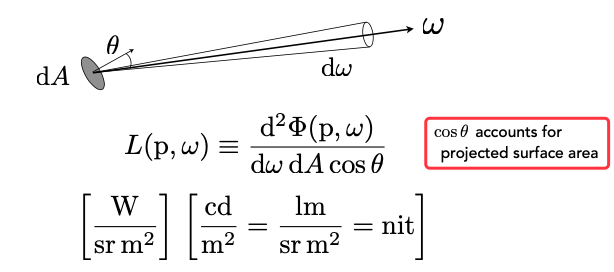 θ
ω
dA
dω
L(p, ω) ≡ d²Φ(p, ω) / dω dA cos θ
cos θ accounts for
projected surface area
[W / sr m²] [cd / m² = lm / sr m² = nit]